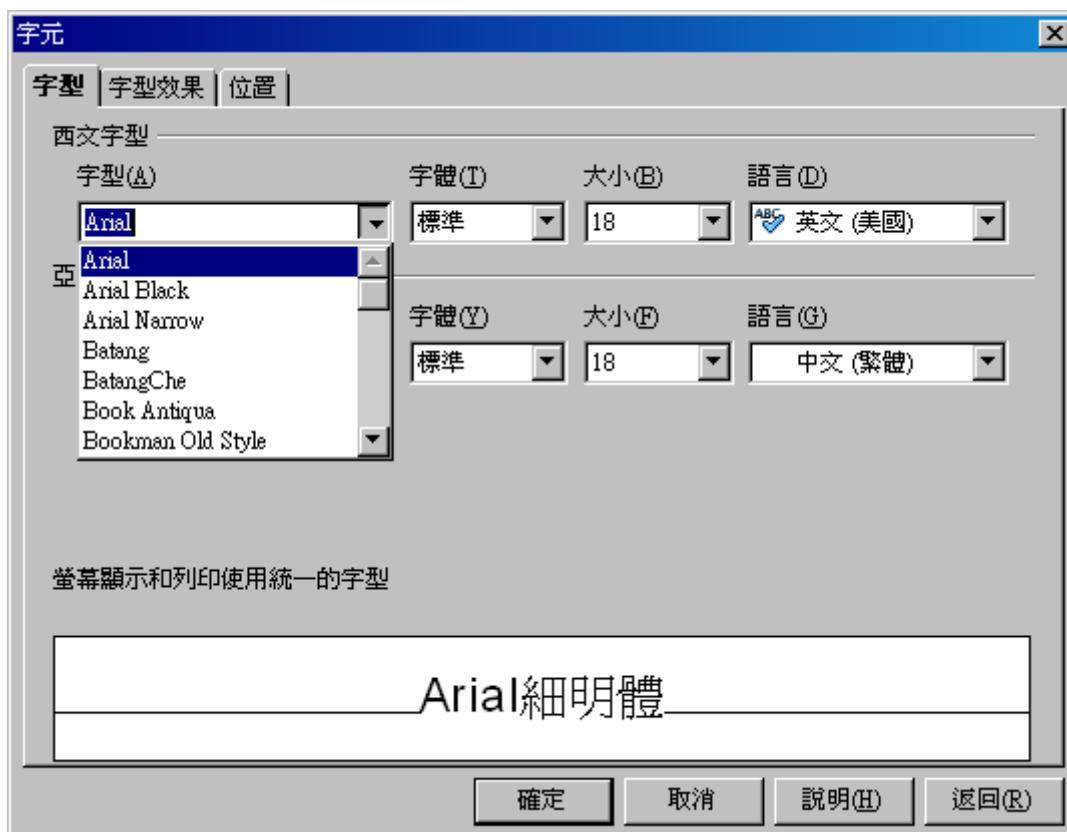 字元
字型 字型效果 位置
西文字型
字型(A) 字體(T) 大小(B) 語言(D)
Arial 標準 18 ABC 英文 (美國)
Arial
亞
Arial Black
Arial Narrow 字體(Y) 大小(F) 語言(G)
Batang 標準 18 中文 (繁體)
BatangChe
Book Antiqua
Bookman Old Style
螢幕顯示和列印使用統一的字型
Arial細明體
確定 取消 說明(H) 返回(R)